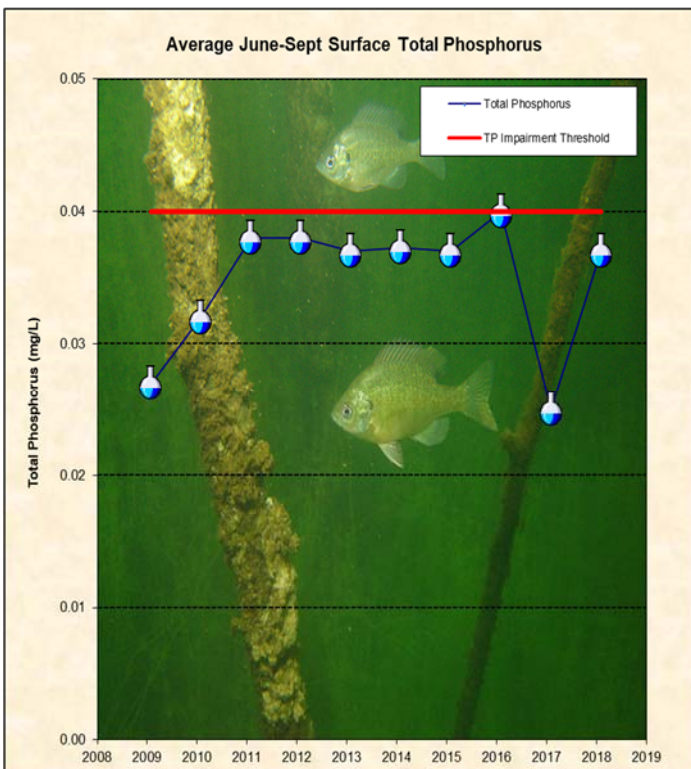 Average June-Sept Surface Total Phosphorus
Total Phosphorus
TP Impairment Threshold
Total Phosphorus (mg/L)
0.05
0.04
0.03
0.02
0.01
0.00
2008 2009 2010 2011 2012 2013 2014 2015 2016 2017 2018 2019